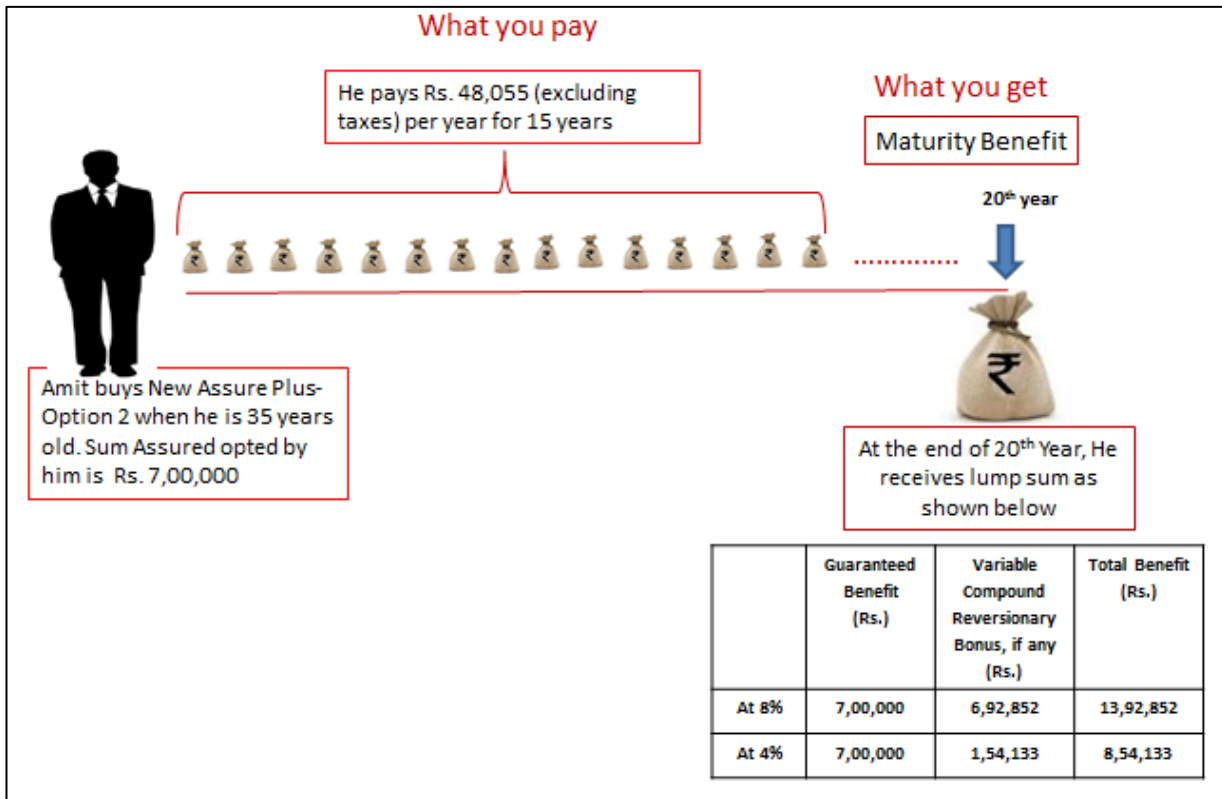 What you pay
He pays Rs. 48,055 (excluding
taxes) per year for 15 years
What you get
Maturity Benefit
20th year
₹ ₹ ₹ ₹ ₹ ₹ ₹ ₹ ₹ ₹ ₹ ₹ ₹ ₹ ₹ ..............
₹
Amit buys New Assure Plus-
Option 2 when he is 35 years
old. Sum Assured opted by
him is Rs. 7,00,000
At the end of 20th Year, He
receives lump sum as
shown below
Guaranteed Benefit (Rs.) Variable Compound Reversionary Bonus, if any (Rs.) Total Benefit (Rs.)
At 8% 7,00,000 6,92,852 13,92,852
At 4% 7,00,000 1,54,133 8,54,133